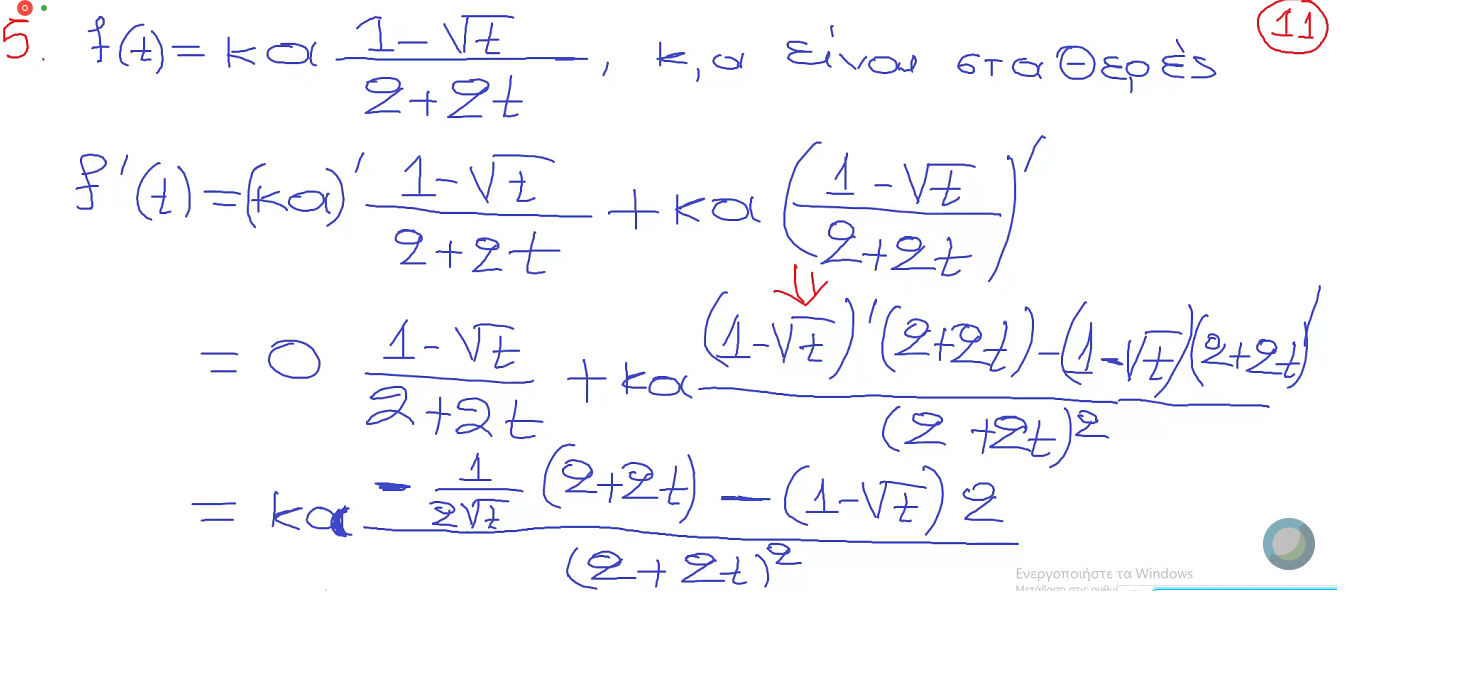 5. f(t) = κα (1-√t)/(2+2t), κ,α είναι σταθερές
11
f'(t) = (κα)' (1-√t)/(2+2t) + κα ((1-√t)/(2+2t))'
= 0 (1-√t)/(2+2t) + κα ((1-√t)'(2+2t) - (1-√t)(2+2t)')/(2+2t)²
= κα (- 1/(2√t) (2+2t) - (1-√t) 2)/(2+2t)²
Ενεργοποιήστε τα Windows
Μετάβαση στις